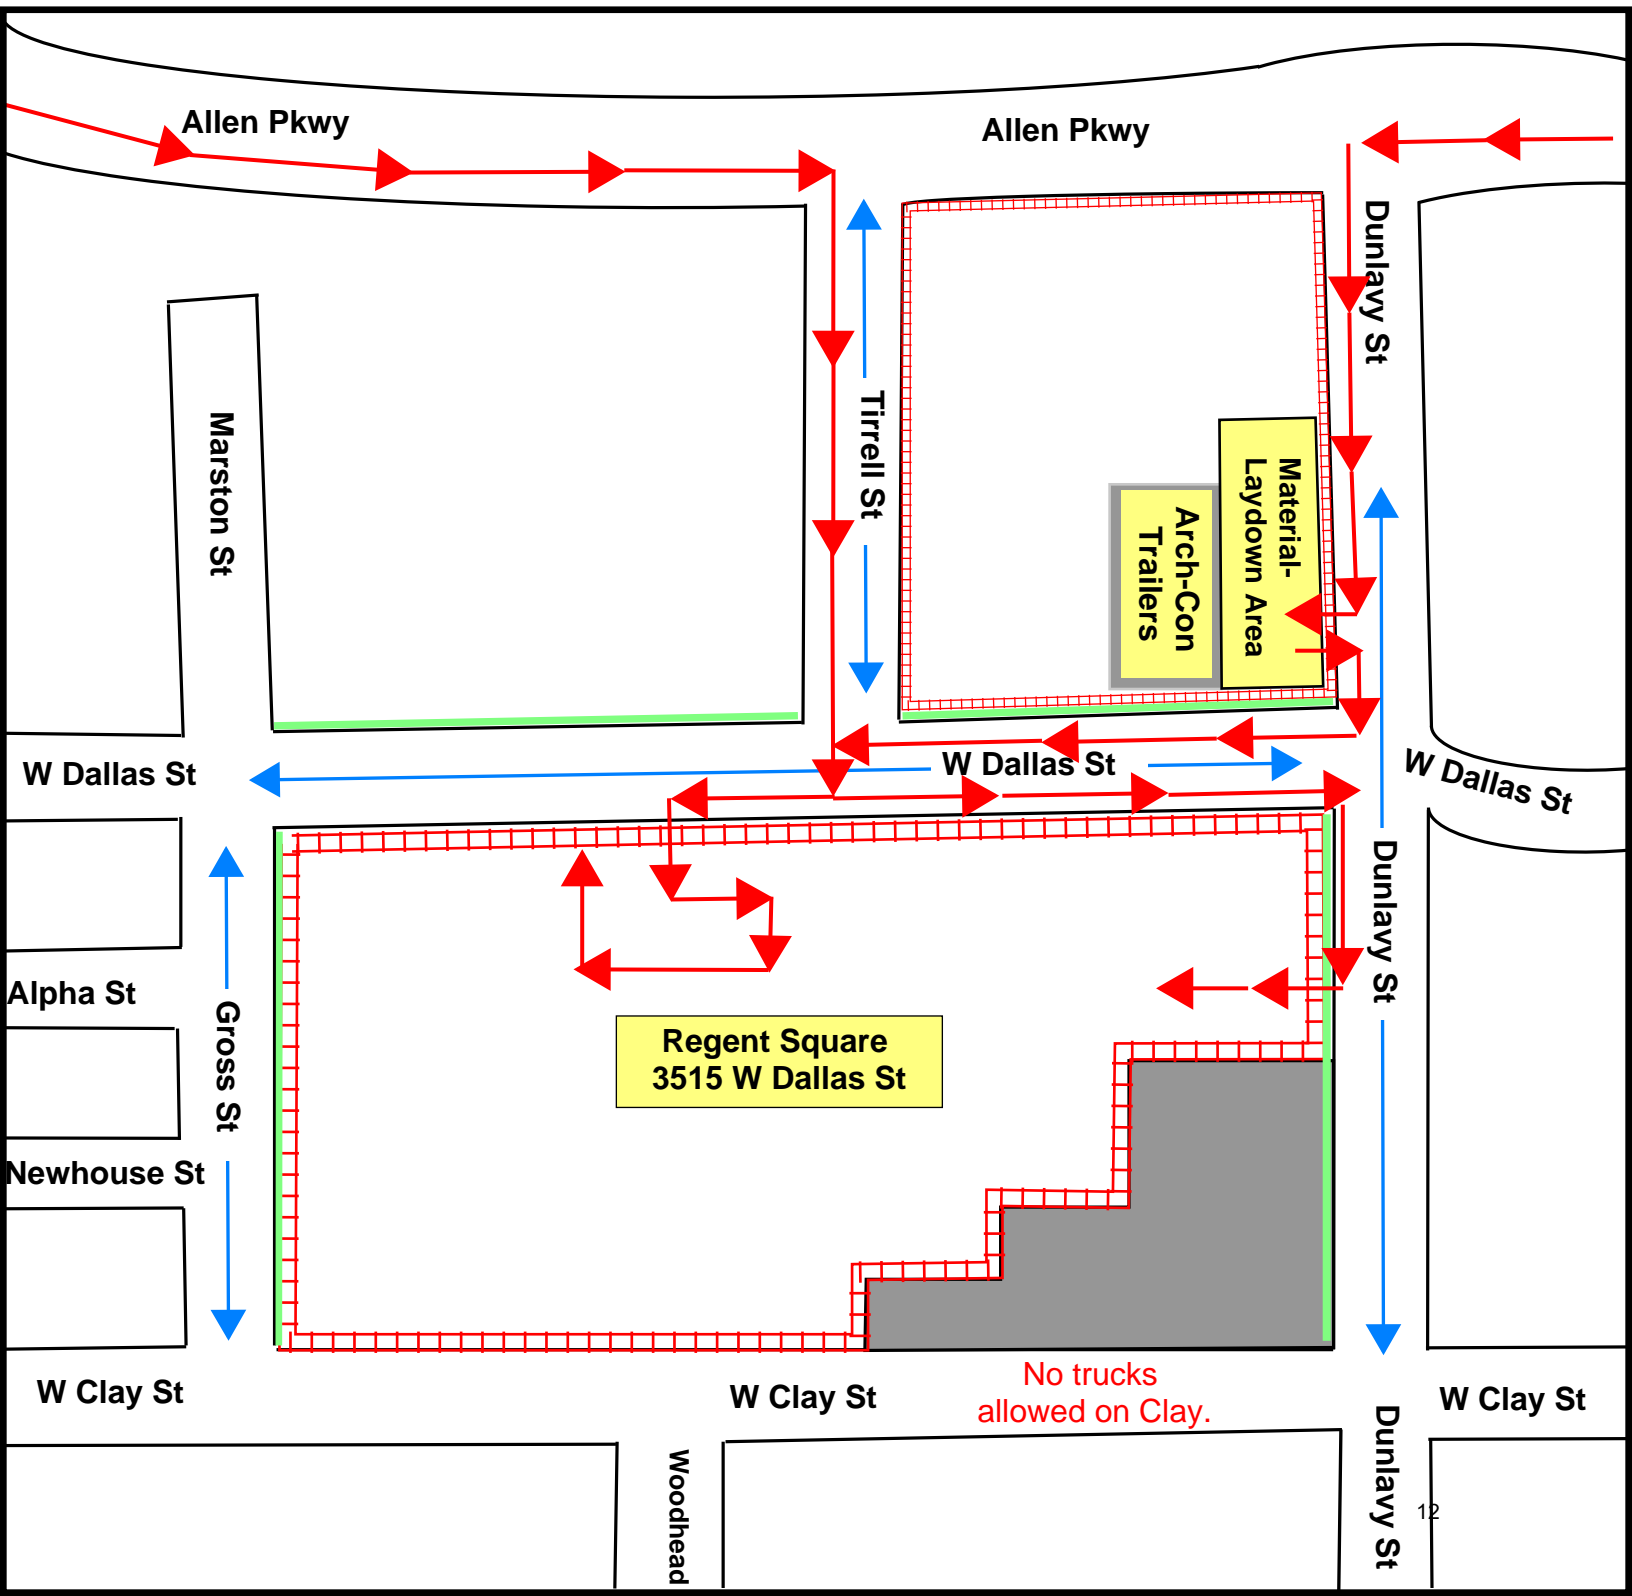 Allen Pkwy
Allen Pkwy
Dunlavy St
Tirrell St
Marston St
Material-
Laydown Area
Arch-Con
Trailers
W Dallas St
W Dallas St
W Dallas St
Dunlavy St
Alpha St
Gross St
Regent Square
3515 W Dallas St
Newhouse St
No trucks
allowed on Clay.
W Clay St
W Clay St
W Clay St
Dunlavy St
Woodhead
12